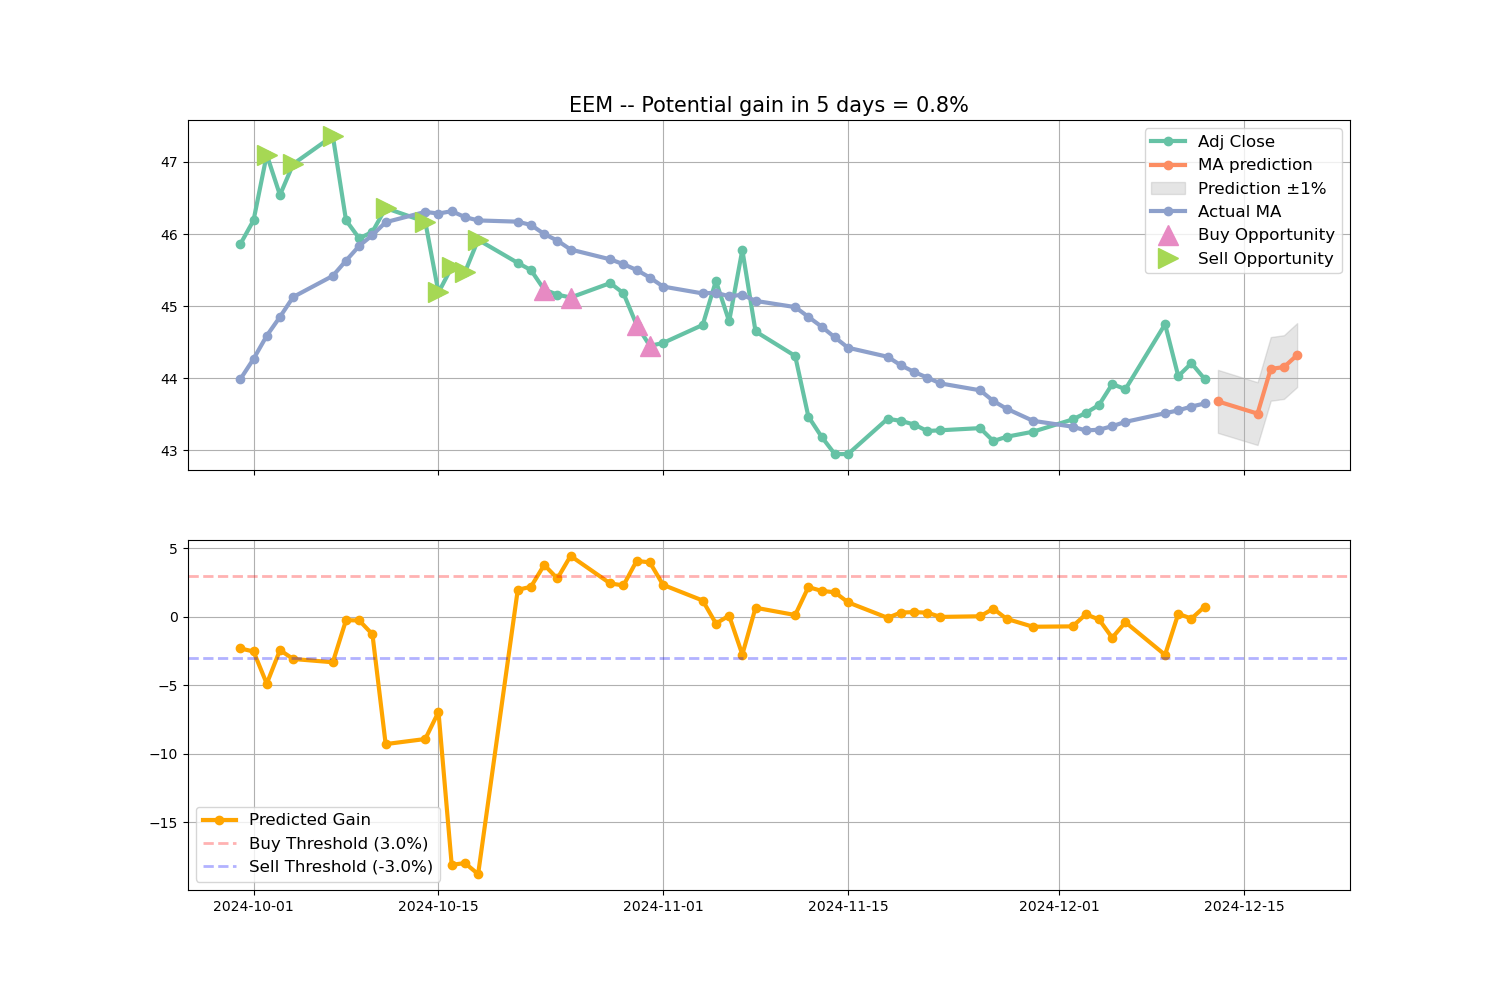 EEM -- Potential gain in 5 days = 0.8%
47
46
45
44
43
Adj Close
MA prediction
Prediction ±1%
Actual MA
Buy Opportunity
Sell Opportunity
5
0
−5
−10
−15
Predicted Gain
Buy Threshold (3.0%)
Sell Threshold (-3.0%)
2024-10-01
2024-10-15
2024-11-01
2024-11-15
2024-12-01
2024-12-15